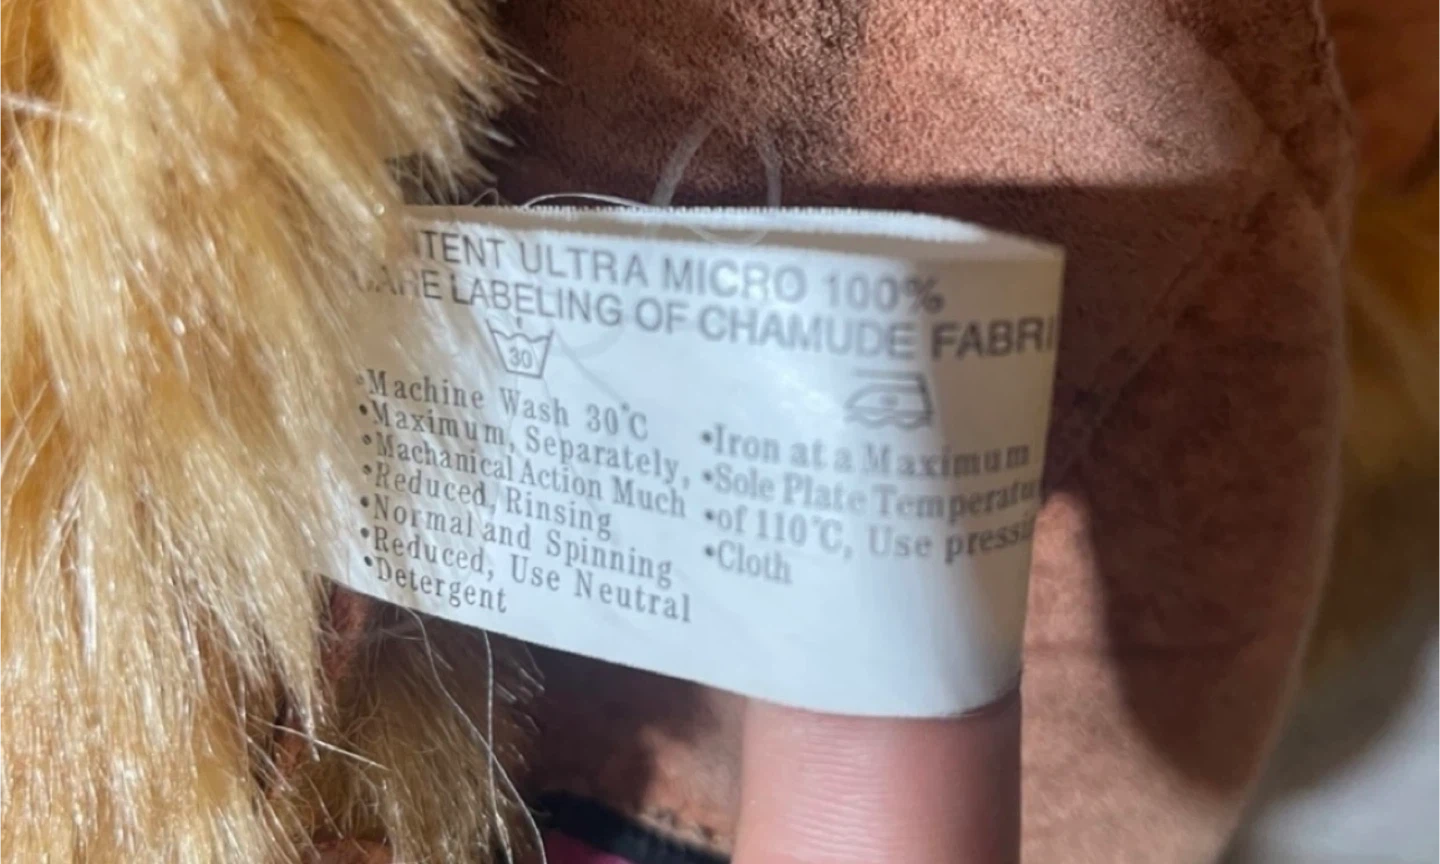 TENT ULTRA MICRO 100%
CARE LABELING OF CHAMUDE FABRI
30
•Machine Wash 30°C
•Maximum, Separately,
•Machanical Action Much
•Reduced, Rinsing
•Normal and Spinning
•Reduced, Use Neutral
•Detergent
•Iron at a Maximum
•Sole Plate Temperatu
•of 110°C, Use pressi
•Cloth